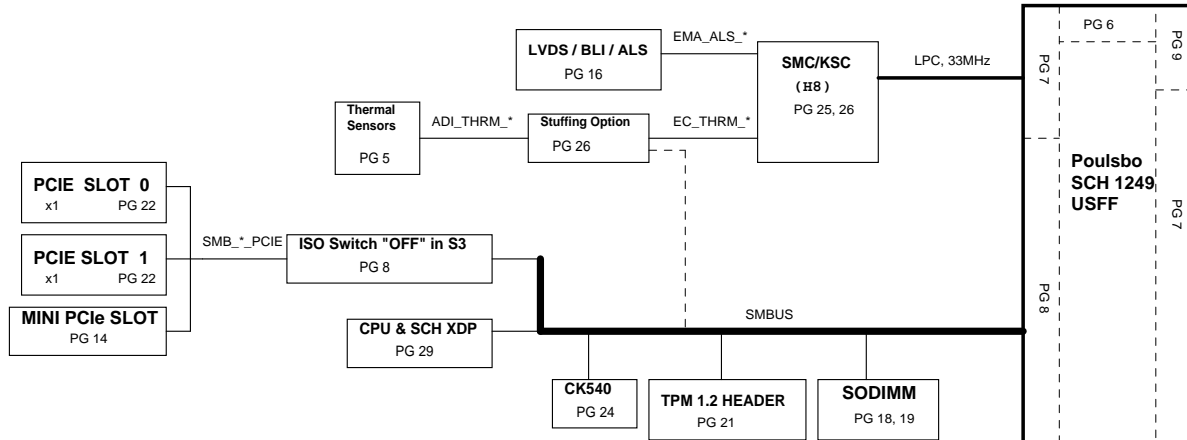 PG 6
PG 9
PG 7
LVDS / BLI / ALS
PG 16
EMA_ALS_*
SMC/KSC
(H8)
PG 25, 26
LPC, 33MHz
Thermal
Sensors
PG 5
ADI_THRM_*
Stuffing Option
PG 26
EC_THRM_*
Poulsbo
SCH 1249
USFF
PG 7
PCIE SLOT 0
x1 PG 22
PCIE SLOT 1
x1 PG 22
MINI PCIe SLOT
PG 14
SMB_*_PCIE
ISO Switch "OFF" in S3
PG 8
PG 8
CPU & SCH XDP
PG 29
SMBUS
CK540
PG 24
TPM 1.2 HEADER
PG 21
SODIMM
PG 18, 19